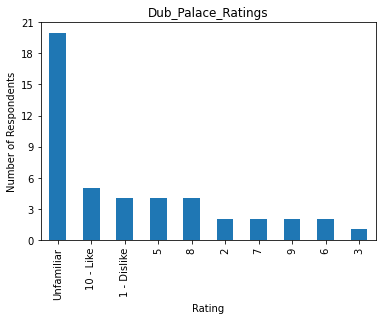 Dub_Palace_Ratings
Number of Respondents
21
18
15
12
9
6
3
0
Unfamiliar
10 - Like
1 - Dislike
5
8
2
7
9
6
3
Rating